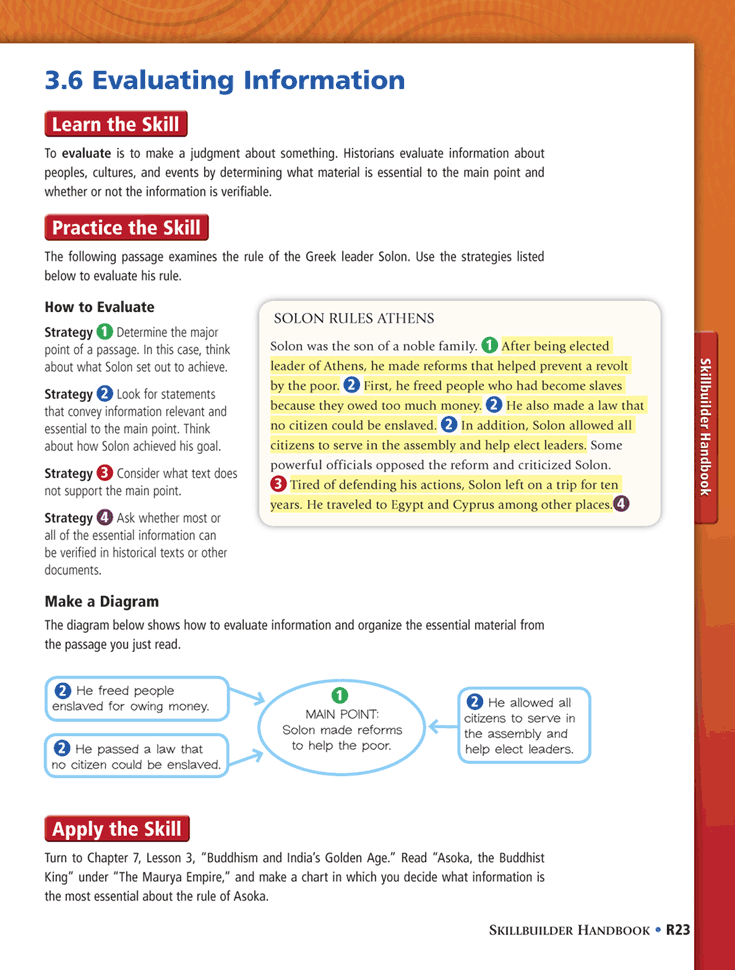 3.6 Evaluating Information
Learn the Skill
To evaluate is to make a judgment about something. Historians evaluate information about
peoples, cultures, and events by determining what material is essential to the main point and
whether or not the information is verifiable.
Practice the Skill
The following passage examines the rule of the Greek leader Solon. Use the strategies listed
below to evaluate his rule.
How to Evaluate
Strategy 1 Determine the major
point of a passage. In this case, think
about what Solon set out to achieve.
Strategy 2 Look for statements
that convey information relevant and
essential to the main point. Think
about how Solon achieved his goal.
Strategy 3 Consider what text does
not support the main point.
Strategy 4 Ask whether most or
all of the essential information can
be verified in historical texts or other
documents.
SOLON RULES ATHENS
Solon was the son of a noble family. 1 After being elected
leader of Athens, he made reforms that helped prevent a revolt
by the poor. 2 First, he freed people who had become slaves
because they owed too much money. 2 He also made a law that
no citizen could be enslaved. 2 In addition, Solon allowed all
citizens to serve in the assembly and help elect leaders. Some
powerful officials opposed the reform and criticized Solon.
3 Tired of defending his actions, Solon left on a trip for ten
years. He traveled to Egypt and Cyprus among other places. 4
Make a Diagram
The diagram below shows how to evaluate information and organize the essential material from
the passage you just read.
2 He freed people
enslaved for owing money.
2 He passed a law that
no citizen could be enslaved.
1
MAIN POINT:
Solon made reforms
to help the poor.
2 He allowed all
citizens to serve in
the assembly and
help elect leaders.
Apply the Skill
Turn to Chapter 7, Lesson 3, “Buddhism and India’s Golden Age.” Read “Asoka, the Buddhist
King” under “The Maurya Empire,” and make a chart in which you decide what information is
the most essential about the rule of Asoka.
Skillbuilder Handbook
SKILLBUILDER HANDBOOK • R23